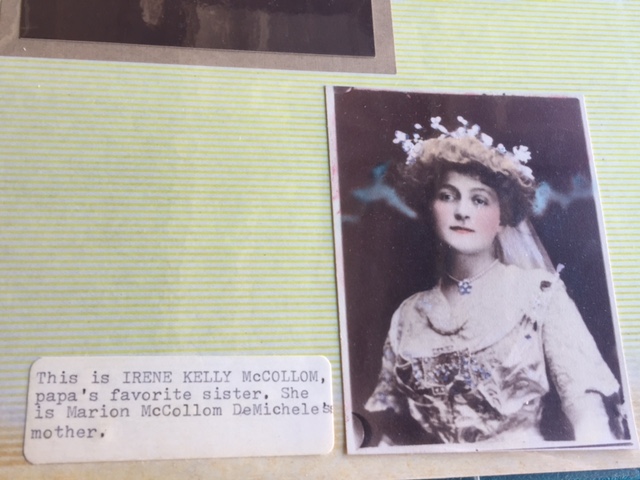 This is IRENE KELLY McCOLLOM,
papa's favorite sister. She
is Marion McCollom DeMichele's
mother.